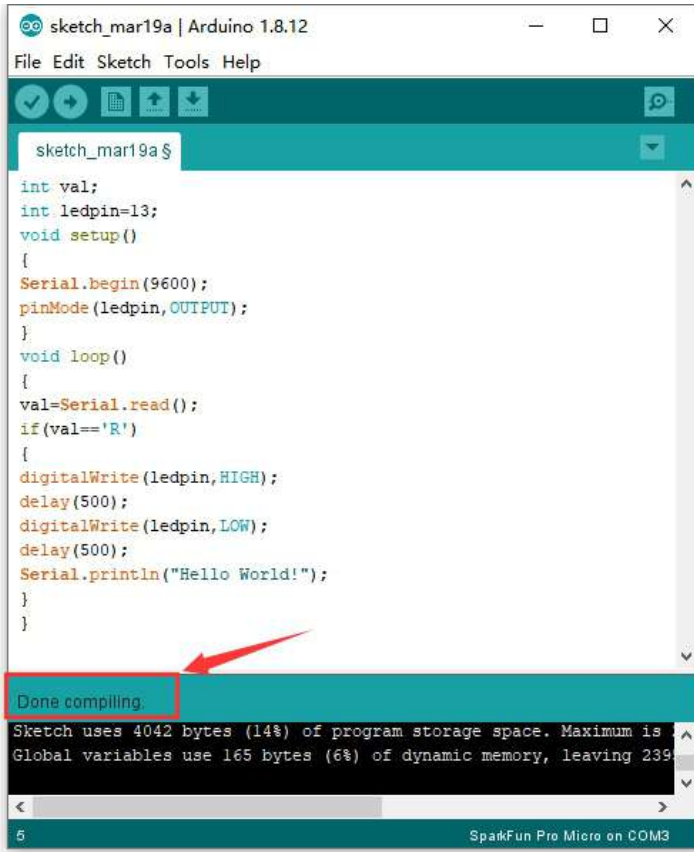 sketch_mar19a | Arduino 1.8.12
File Edit Sketch Tools Help
sketch_mar19a §
int val;
int ledpin=13;
void setup()
{
Serial.begin(9600);
pinMode(ledpin,OUTPUT);
}
void loop()
{
val=Serial.read();
if(val=='R')
{
digitalWrite(ledpin,HIGH);
delay(500);
digitalWrite(ledpin,LOW);
delay(500);
Serial.println("Hello World!");
}
}
Done compiling.
Sketch uses 4042 bytes (14%) of program storage space. Maximum is
Global variables use 165 bytes (6%) of dynamic memory, leaving 239
5
SparkFun Pro Micro on COM3